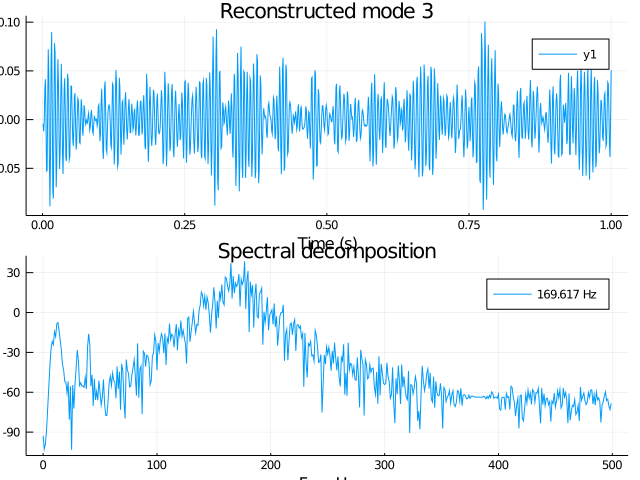 Reconstructed mode 3
0.10
0.05
0.00
0.05
y1
0.00 0.25 0.50 0.75 1.00
Time (s)
Spectral decomposition
30
0
-30
-60
-90
169.617 Hz
0 100 200 300 400 500